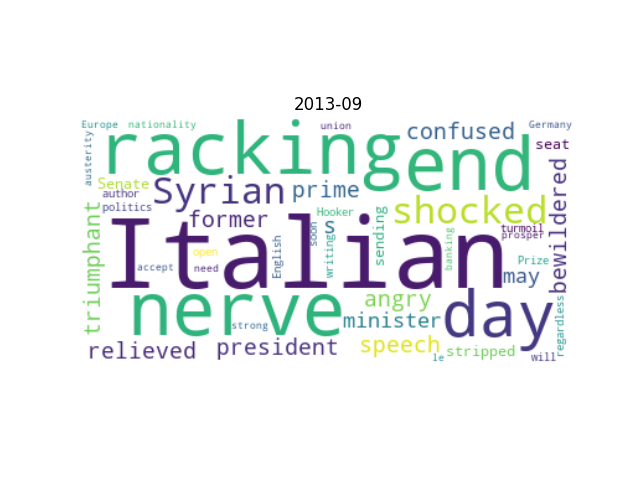 2013-09
Europe nationality union Germany
racking confused
austerity end seat
Senate Syrian prime bewildered
author shocked
politics former Hooker s
triumphant Italian soon writing sending turmoil
prosper
open English banking Prize
accept need may
nerve angry day regardless
strong minister
relieved president speech stripped
le will